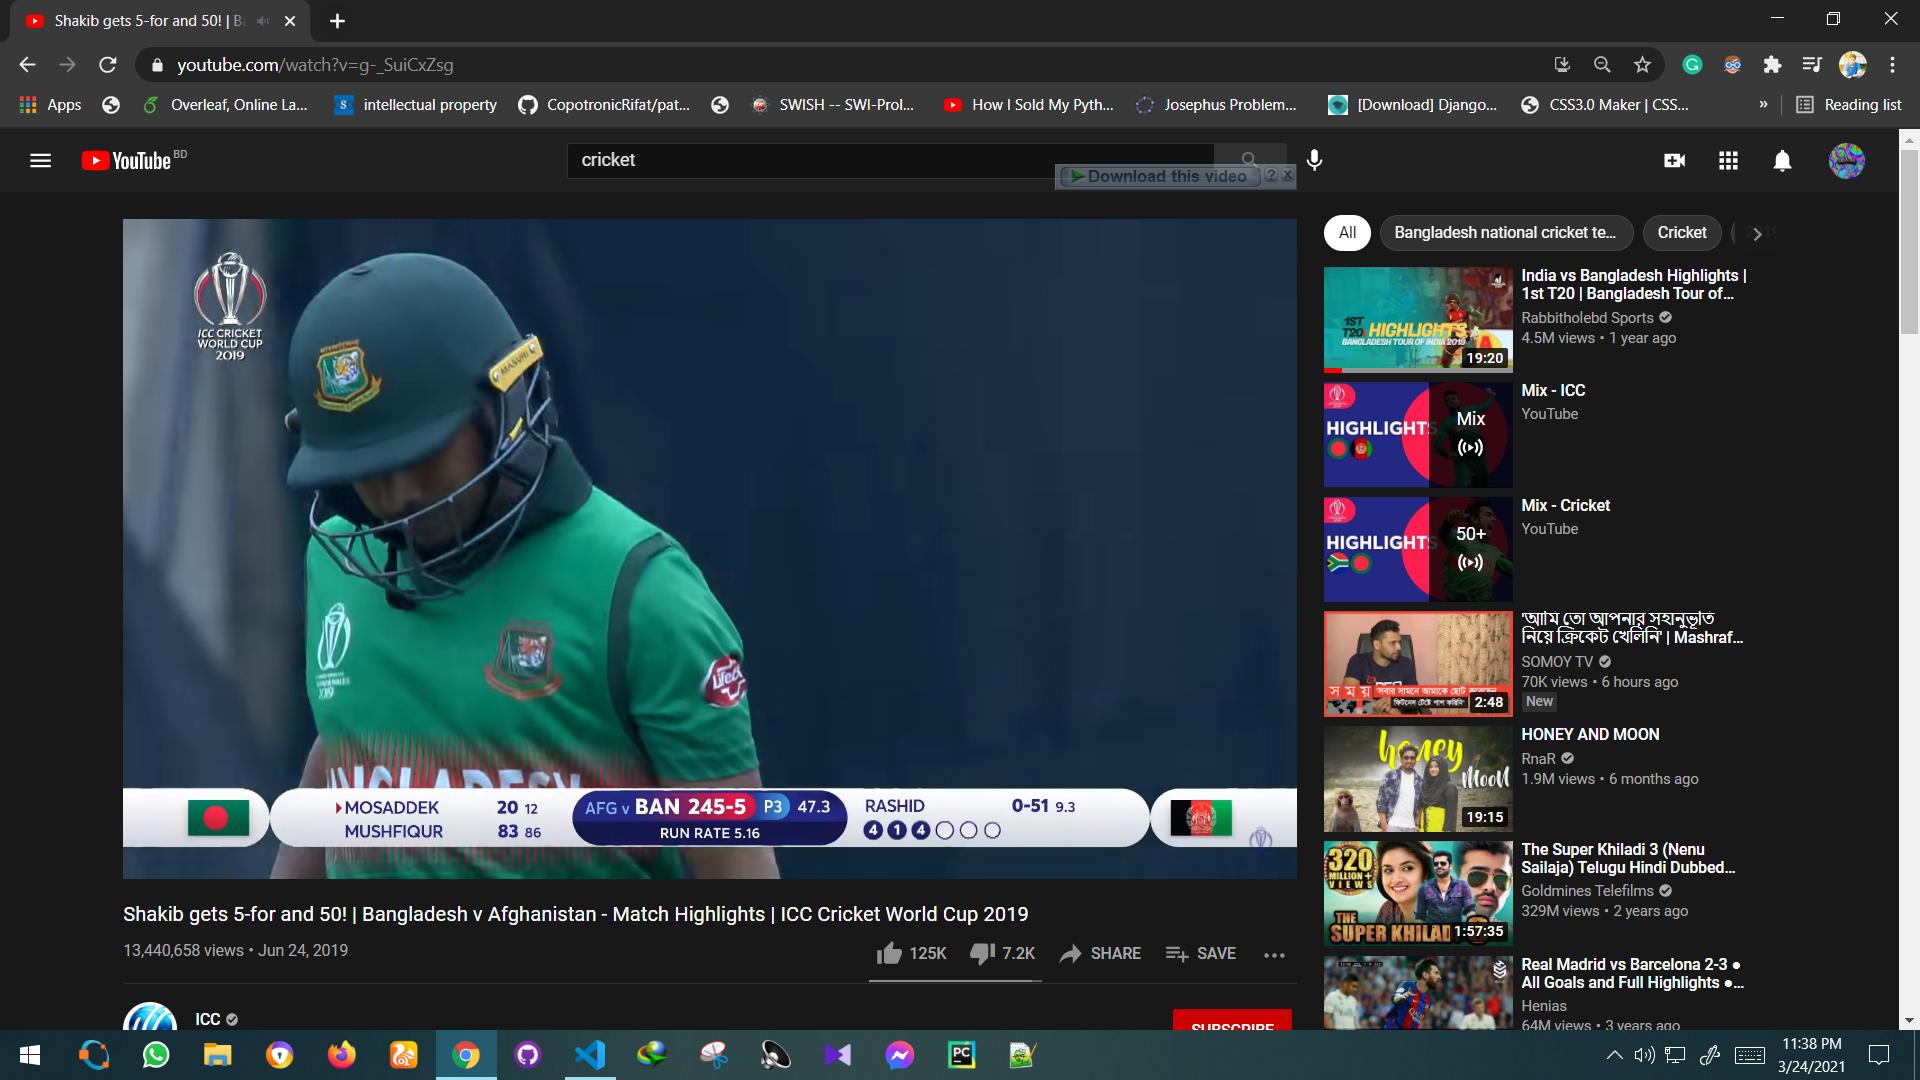 Shakib gets 5-for and 50! | Ba
youtube.com/watch?v=g-_SuiCxZsg
Apps
Overleaf, Online La...
intellectual property
CopotronicRifat/pat...
SWISH -- SWI-Prol...
How I Sold My Pyth...
Josephus Problem...
[Download] Django...
CSS3.0 Maker | CSS...
»
Reading list
YouTube BD
cricket
Download this video ? x
ICC CRICKET
WORLD CUP
2019
MASURI
2019
Life
BANGLADESH
MOSADDEK 20 12
MUSHFIQUR 83 86
AFG v BAN 245-5 P3 47.3
RUN RATE 5.16
RASHID 0-51 9.3
4 1 4
Shakib gets 5-for and 50! | Bangladesh v Afghanistan - Match Highlights | ICC Cricket World Cup 2019
13,440,658 views • Jun 24, 2019
125K
7.2K
SHARE
SAVE
ICC
SUBSCRIBE
All
Bangladesh national cricket te...
Cricket
1ST
T20 HIGHLIGHTS
BANGLADESH TOUR OF INDIA 2019
19:20
India vs Bangladesh Highlights |
1st T20 | Bangladesh Tour of...
Rabbitholebd Sports
4.5M views • 1 year ago
HIGHLIGHTS
Mix
Mix - ICC
YouTube
HIGHLIGHTS
50+
Mix - Cricket
YouTube
সময়
সবার সামনে আমাকে ছোট
2:48
'আমি তো আপনার সহানুভূতি
নিয়ে ক্রিকেট খেলিনি' | Mashraf...
SOMOY TV
70K views • 6 hours ago
New
honey
MOON
19:15
HONEY AND MOON
RnaR
1.9M views • 6 months ago
320
MILLION+
VIEWS
THE
SUPER KHILADI
1:57:35
The Super Khiladi 3 (Nenu
Sailaja) Telugu Hindi Dubbed...
Goldmines Telefilms
329M views • 2 years ago
Real Madrid vs Barcelona 2-3 ●
All Goals and Full Highlights ●...
Henias
64M views • 3 years ago
PC
11:38 PM
3/24/2021